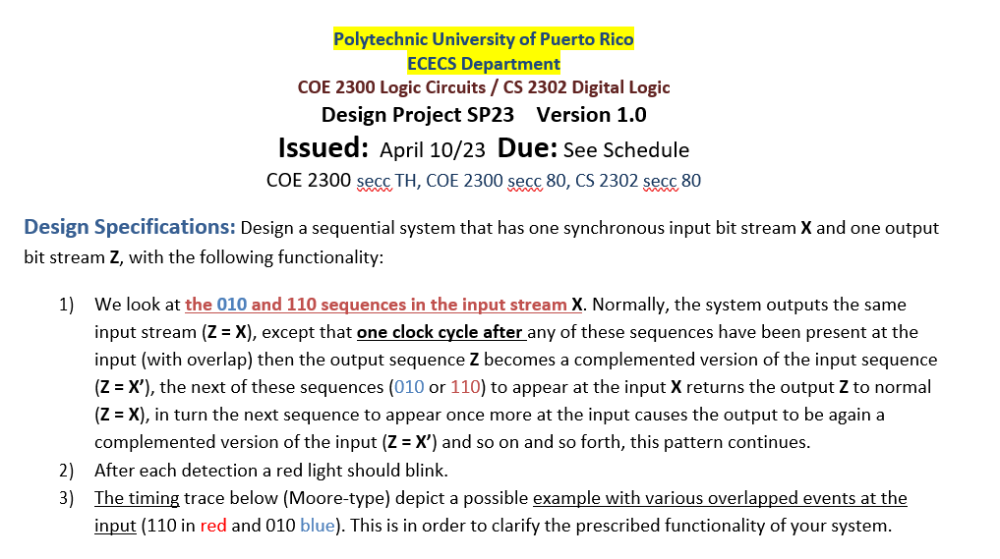 Polytechnic University of Puerto Rico
ECECS Department
COE 2300 Logic Circuits / CS 2302 Digital Logic
Design Project SP23 Version 1.0
Issued: April 10/23 Due: See Schedule
COE 2300 secc TH, COE 2300 secc 80, CS 2302 secc 80
Design Specifications: Design a sequential system that has one synchronous input bit stream X and one output
bit stream Z, with the following functionality:
1) We look at the 010 and 110 sequences in the input stream X. Normally, the system outputs the same
input stream (Z = X), except that one clock cycle after any of these sequences have been present at the
input (with overlap) then the output sequence Z becomes a complemented version of the input sequence
(Z = X’), the next of these sequences (010 or 110) to appear at the input X returns the output Z to normal
(Z = X), in turn the next sequence to appear once more at the input causes the output to be again a
complemented version of the input (Z = X’) and so on and so forth, this pattern continues.
2) After each detection a red light should blink.
3) The timing trace below (Moore-type) depict a possible example with various overlapped events at the
input (110 in red and 010 blue). This is in order to clarify the prescribed functionality of your system.